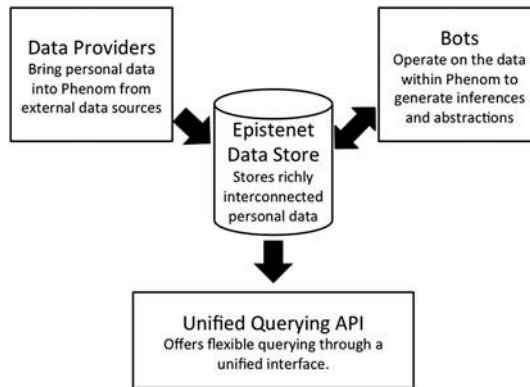 Data Providers
Bring personal data
into Phenom from
external data sources
Bots
Operate on the data
within Phenom to
generate inferences
and abstractions
Epistenet
Data Store
Stores richly
interconnected
personal data
Unified Querying API
Offers flexible querying through a
unified interface.